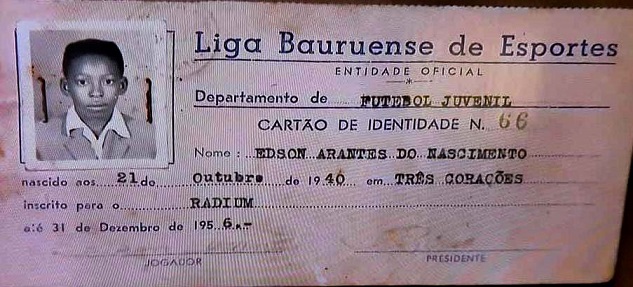 Liga Bauruense de Esportes
ENTIDADE OFICIAL
Departamento de FUTEBOL JUVENIL
CARTÃO DE IDENTIDADE N. 66
Nome: EDSON ARANTES DO NASCIMENTO
nascido aos 21 de Outubro de 1940 em TRÊS CORAÇÕES
inscrito para o RADIUM
até 31 de Dezembro de 1956.-
JOGADOR PRESIDENTE